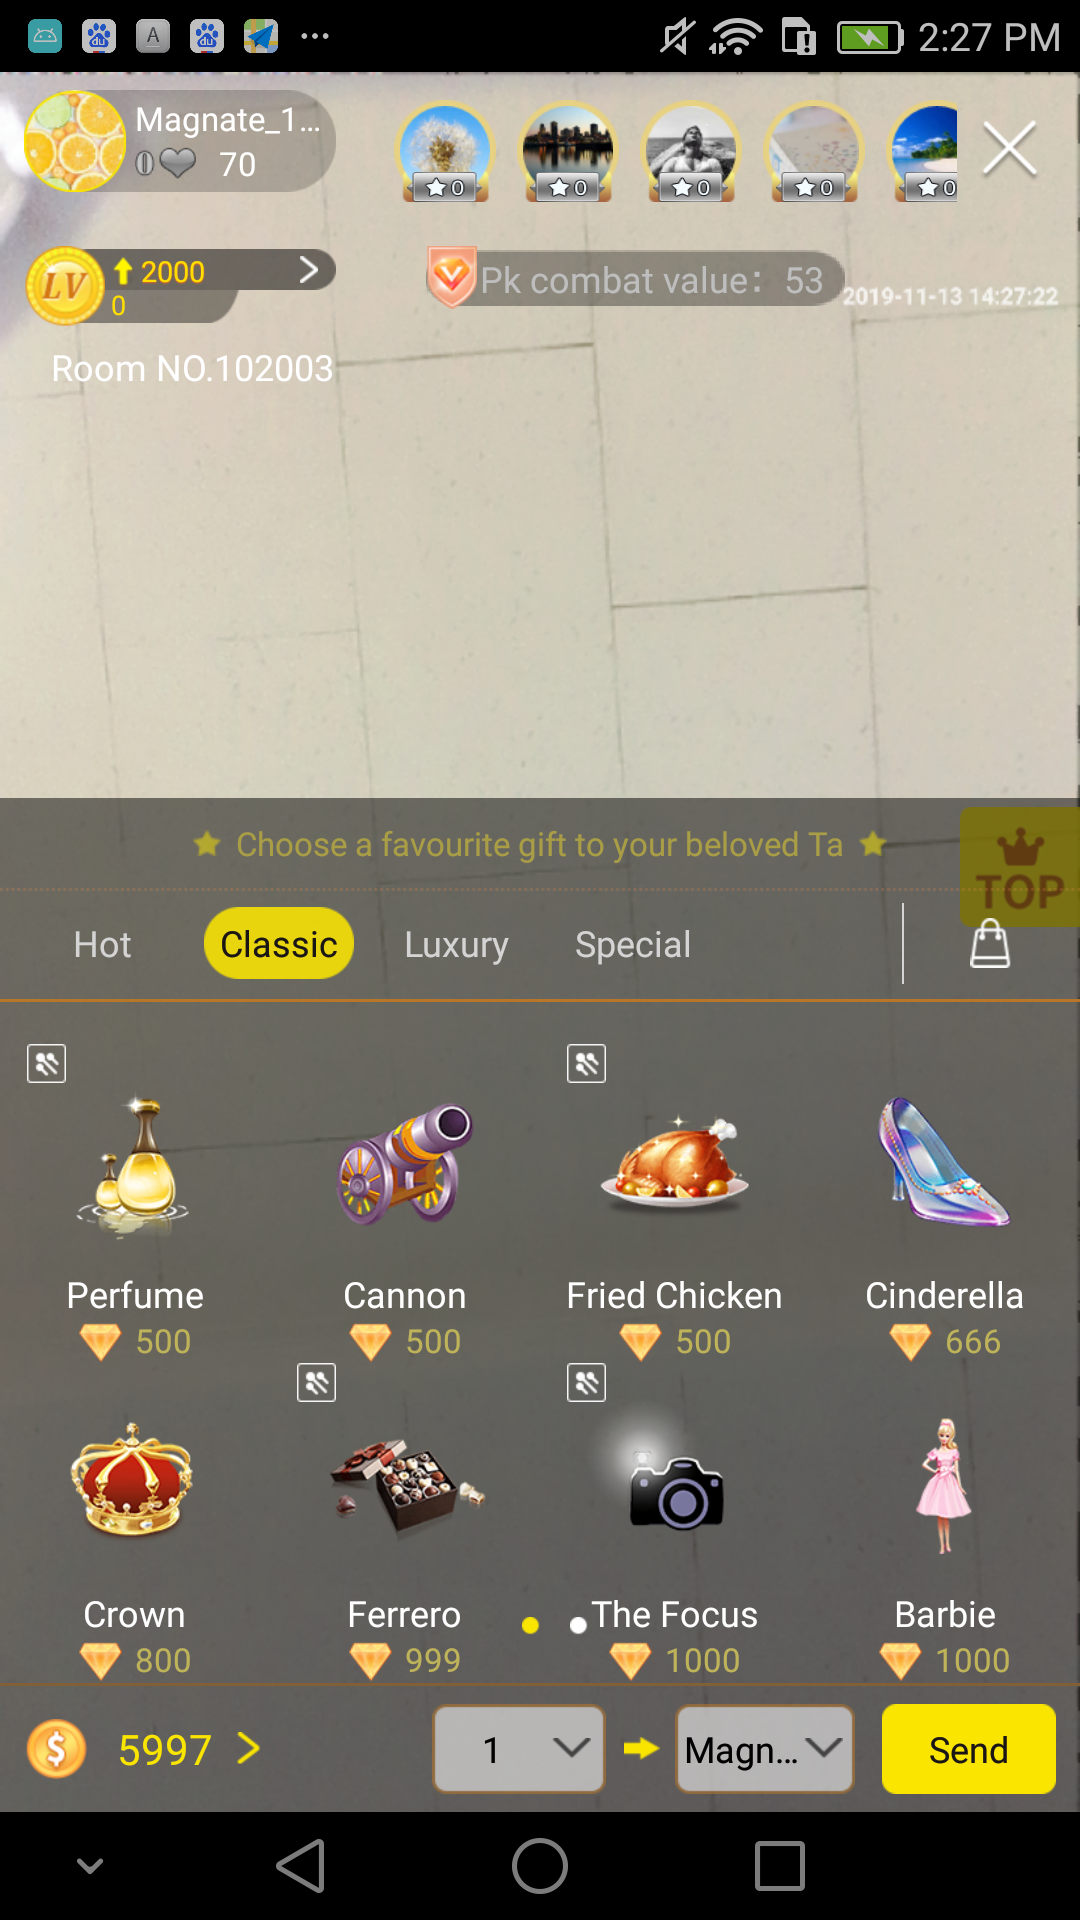 2:27 PM
Magnate_1...
70
0
0
0
0
0
LV
2000
0
Pk combat value: 53
2019-11-13 14:27:22
Room NO.102003
Choose a favourite gift to your beloved Ta
TOP
Hot
Classic
Luxury
Special
Perfume
Cannon
Fried Chicken
Cinderella
500
500
500
666
Crown
Ferrero
The Focus
Barbie
800
999
1000
1000
5997
1
Magn...
Send